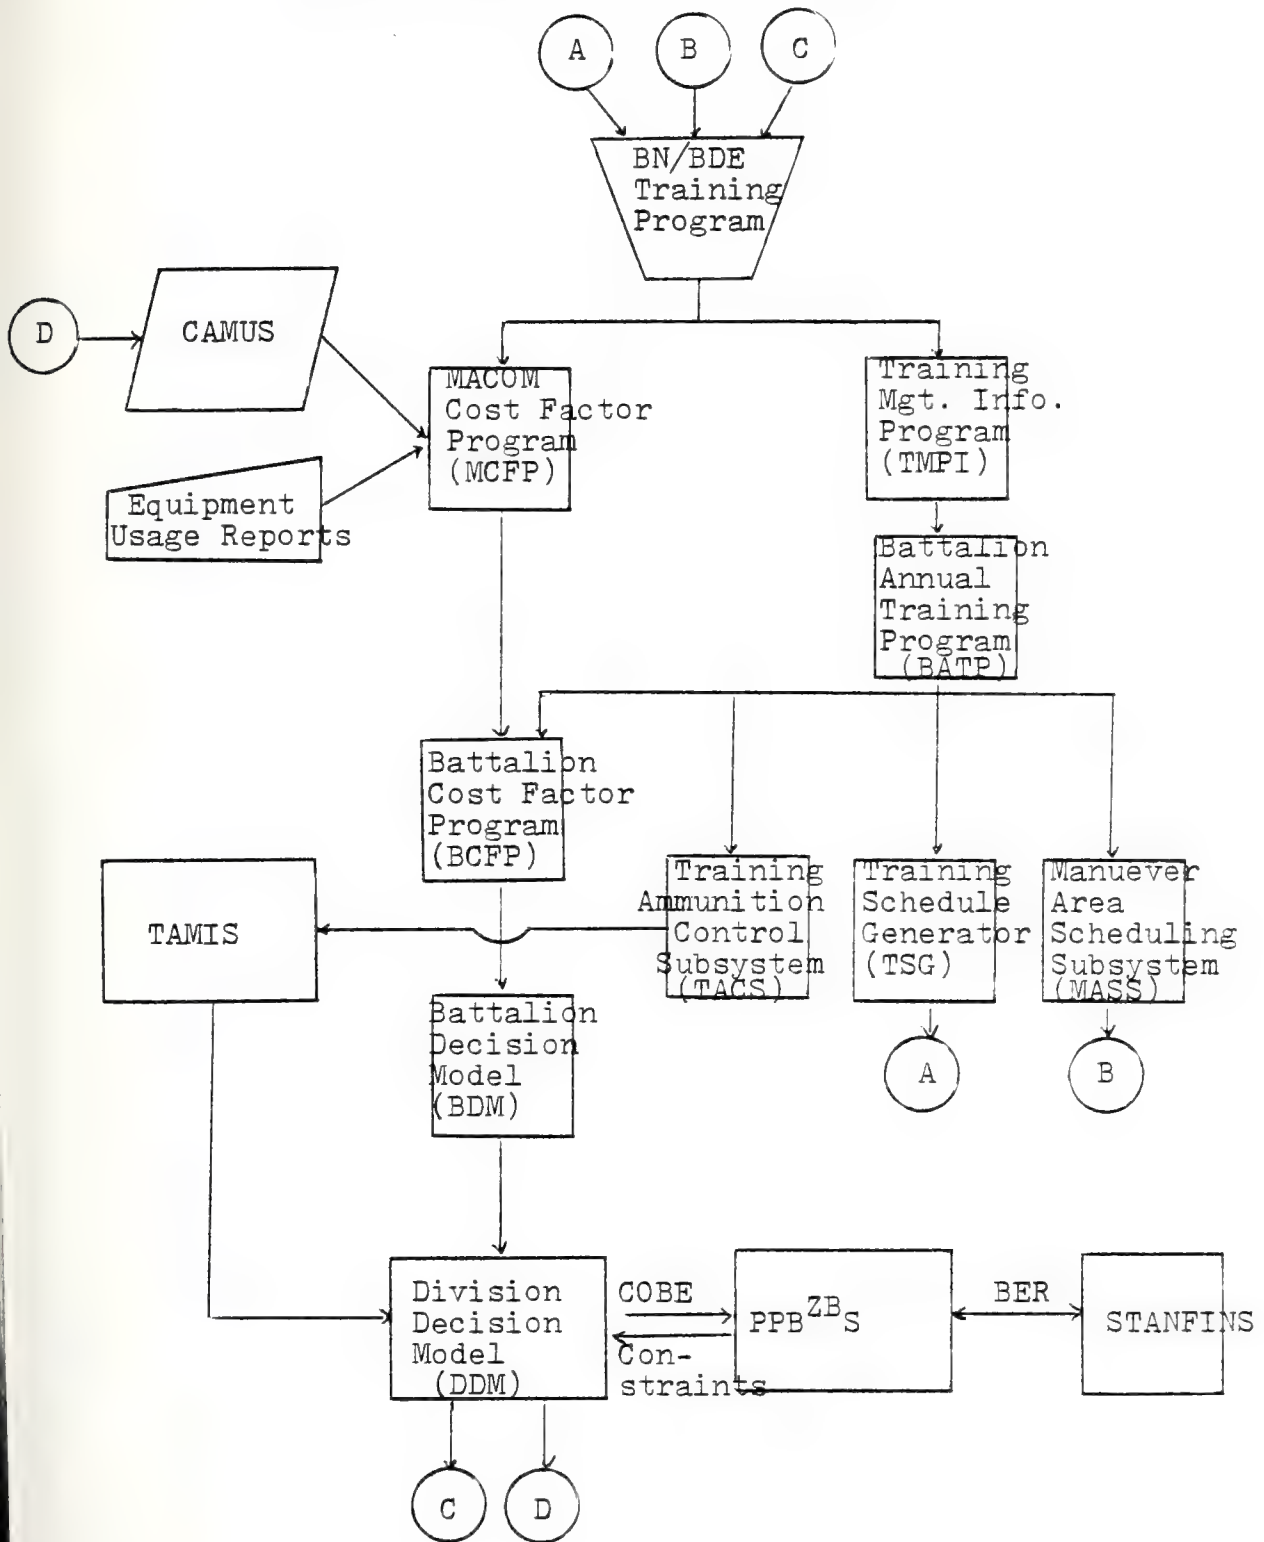 A
B
C
BN/BDE
Training
Program
D
CAMUS
MACOM
Cost Factor
Program
(MCFP)
Training
Mgt. Info.
Program
(TMPI)
Equipment
Usage Reports
Battalion
Annual
Training
Program
(BATP)
Battalion
Cost Factor
Program
(BCFP)
TAMIS
Training
Ammunition
Control
Subsystem
(TACS)
Training
Schedule
Generator
(TSG)
Manuever
Area
Scheduling
Subsystem
(MASS)
Battalion
Decision
Model
(BDM)
A
B
Division
Decision
Model
(DDM)
COBE
Con-
straints
PPBZBS
BER
STANFINS
C
D